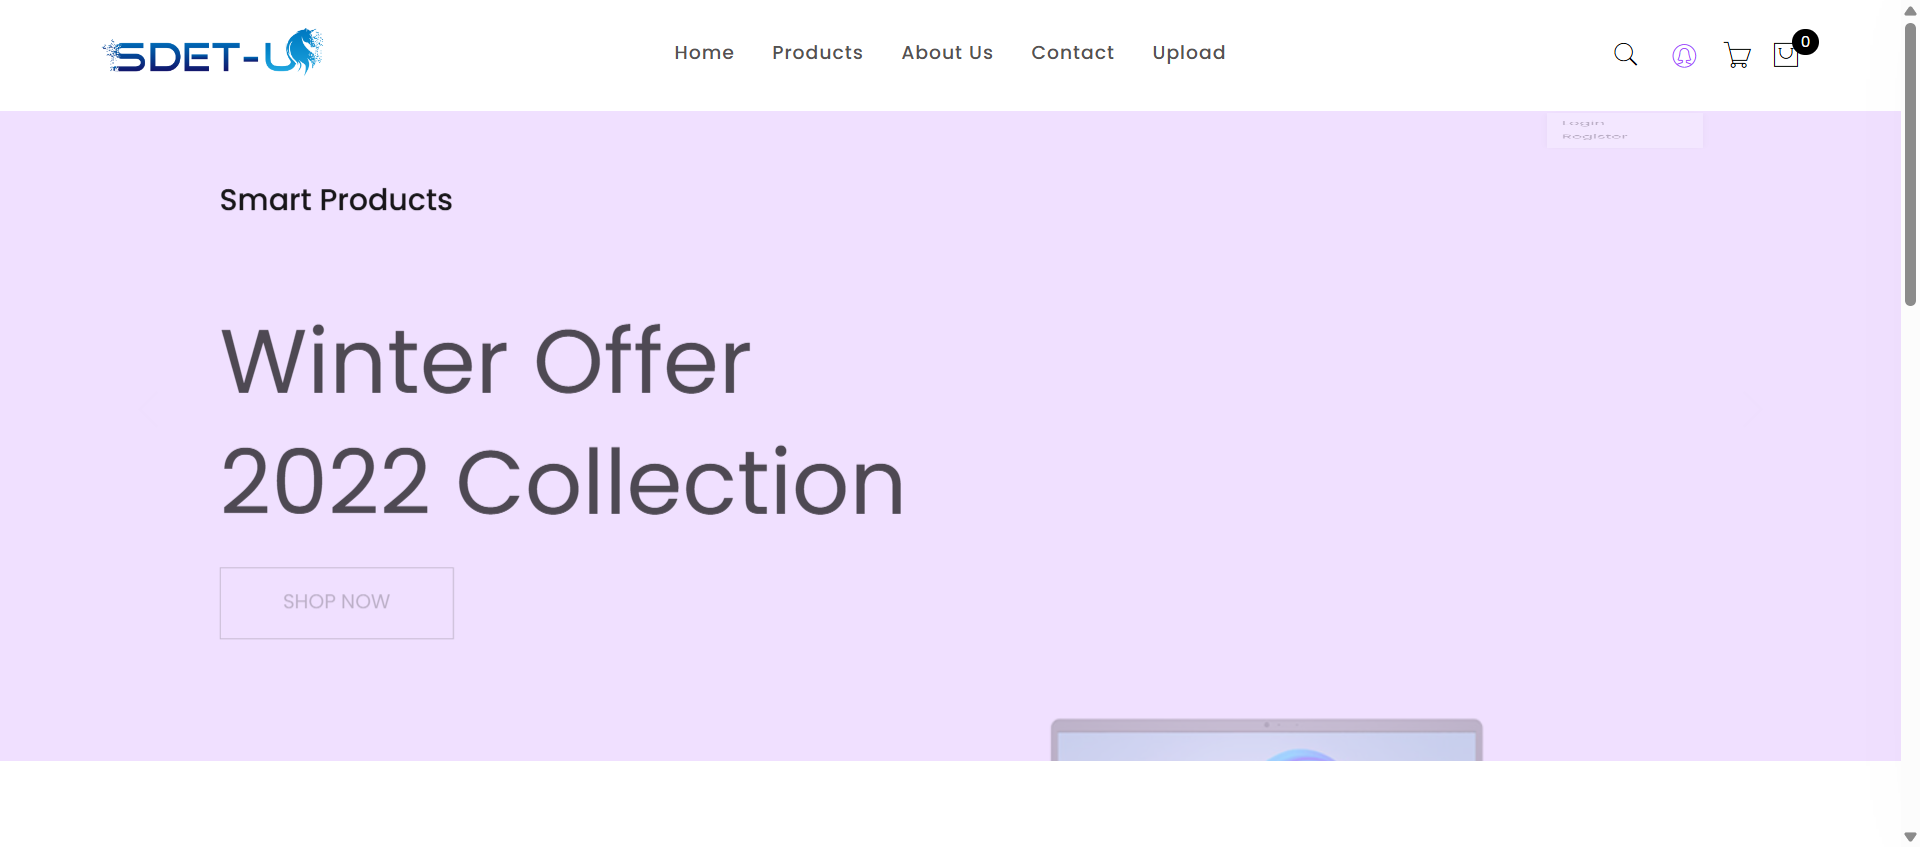 SDET-U
Home Products About Us Contact Upload
0
Login
Register
Smart Products
Winter Offer
2022 Collection
SHOP NOW